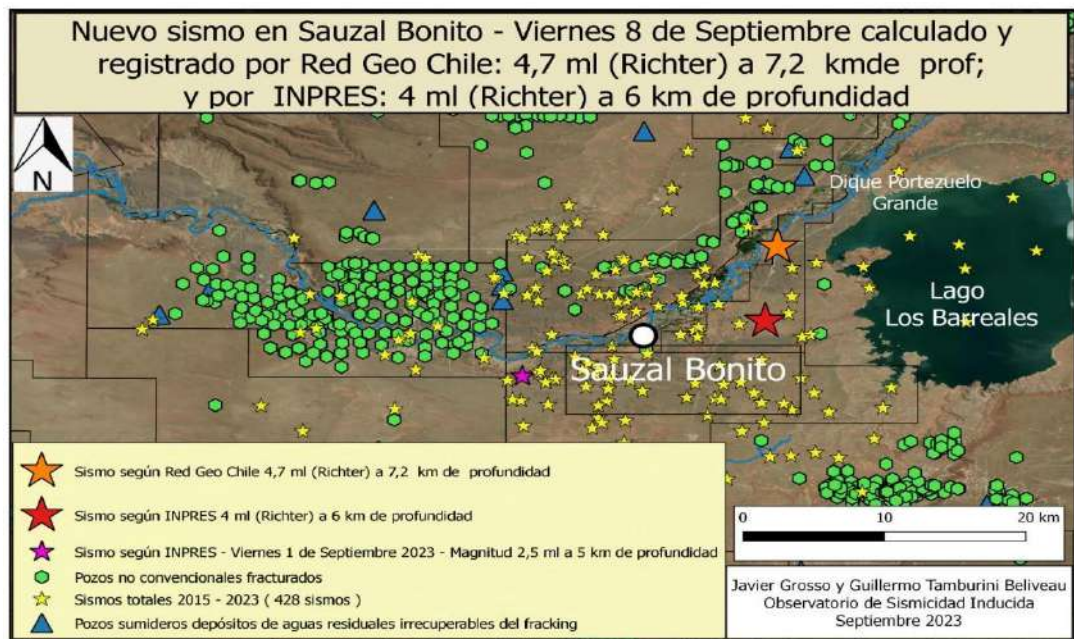 Nuevo sismo en Sauzal Bonito - Viernes 8 de Septiembre calculado y
registrado por Red Geo Chile: 4,7 ml (Richter) a 7,2 kmde prof;
y por INPRES: 4 ml (Richter) a 6 km de profundidad
N
Dique Portezuelo
Grande
Lago
Los Barreales
Sauzal Bonito
Sismo según Red Geo Chile 4,7 ml (Richter) a 7,2 km de profundidad
Sismo según INPRES 4 ml (Richter) a 6 km de profundidad
Sismo según INPRES - Viernes 1 de Septiembre 2023 - Magnitud 2,5 ml a 5 km de profundidad
Pozos no convencionales fracturados
Sismos totales 2015 - 2023 ( 428 sismos )
Pozos sumideros depósitos de aguas residuales irrecuperables del fracking
0 10 20 km
Javier Grosso y Guillermo Tamburini Beliveau
Observatorio de Sismicidad Inducida
Septiembre 2023